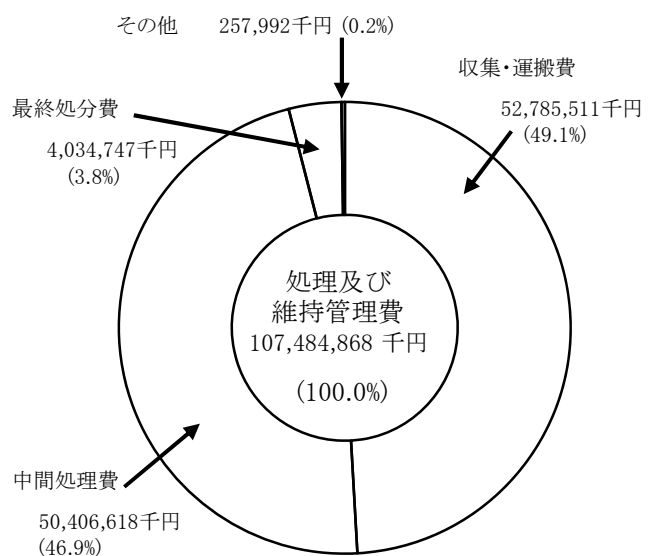 その他 257,992千円 (0.2%)
収集・運搬費
52,785,511千円
(49.1%)
最終処分費
4,034,747千円
(3.8%)
処理及び
維持管理費
107,484,868 千円
(100.0%)
中間処理費
50,406,618千円
(46.9%)